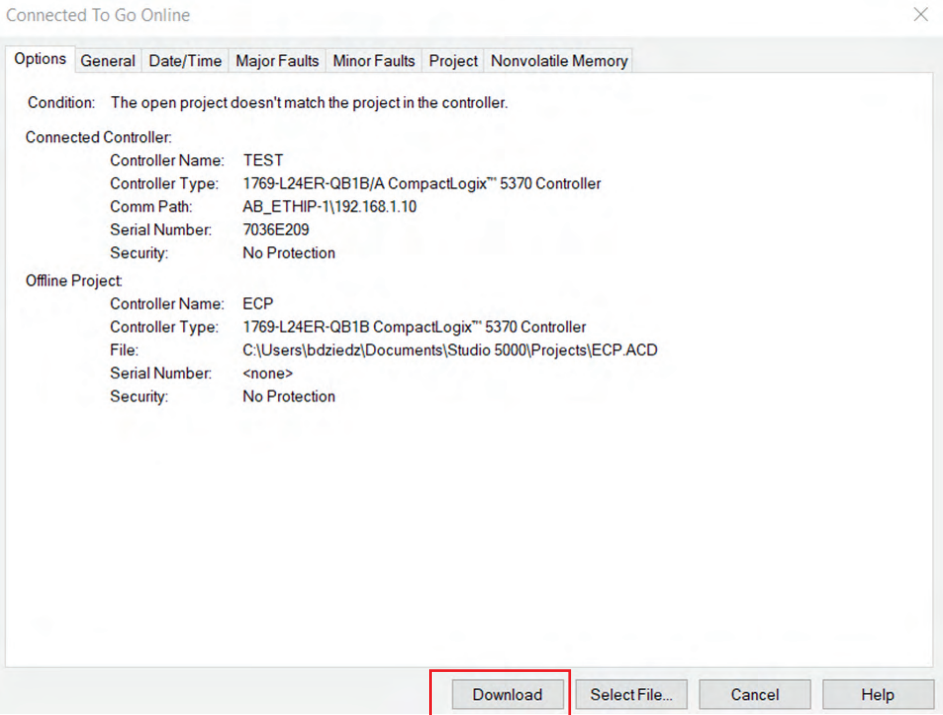 Connected To Go Online
Options General Date/Time Major Faults Minor Faults Project Nonvolatile Memory
Condition: The open project doesn't match the project in the controller.
Connected Controller:
Controller Name: TEST
Controller Type: 1769-L24ER-QB1B/A CompactLogix™ 5370 Controller
Comm Path: AB_ETHIP-1\192.168.1.10
Serial Number: 7036E209
Security: No Protection
Offline Project
Controller Name: ECP
Controller Type: 1769-L24ER-QB1B CompactLogix™ 5370 Controller
File: C:\Users\bdziedz\Documents\Studio 5000\Projects\ECP.ACD
Serial Number: <none>
Security: No Protection
Download Select File... Cancel Help